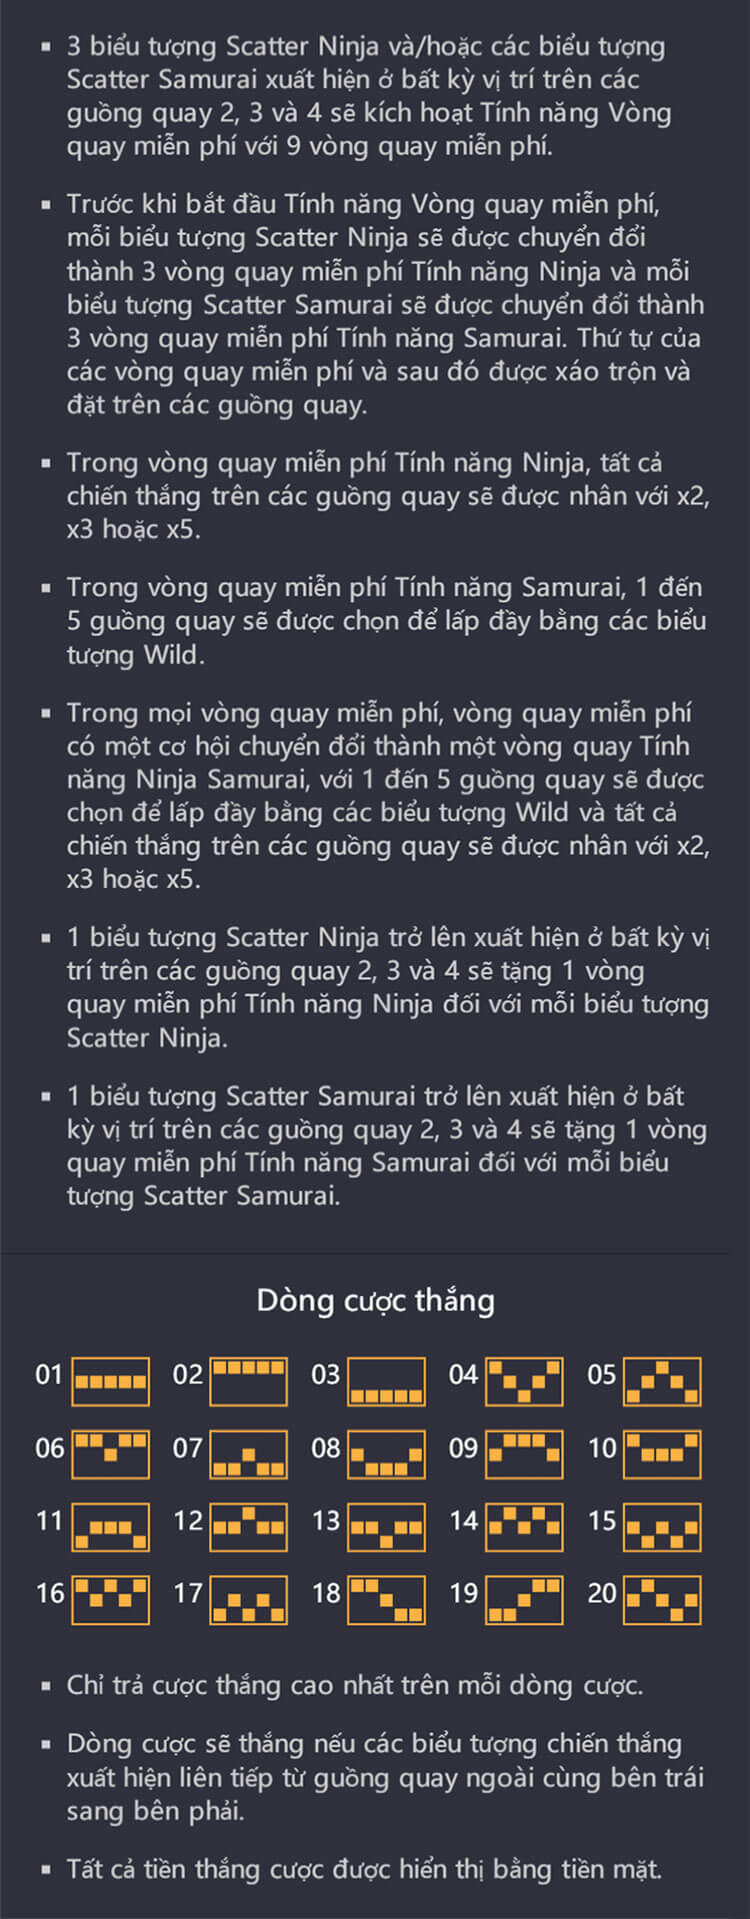 ▪ 3 biểu tượng Scatter Ninja và/hoặc các biểu tượng
Scatter Samurai xuất hiện ở bất kỳ vị trí trên các
guồng quay 2, 3 và 4 sẽ kích hoạt Tính năng Vòng
quay miễn phí với 9 vòng quay miễn phí.
▪ Trước khi bắt đầu Tính năng Vòng quay miễn phí,
mỗi biểu tượng Scatter Ninja sẽ được chuyển đổi
thành 3 vòng quay miễn phí Tính năng Ninja và mỗi
biểu tượng Scatter Samurai sẽ được chuyển đổi thành
3 vòng quay miễn phí Tính năng Samurai. Thứ tự của
các vòng quay miễn phí và sau đó được xáo trộn và
đặt trên các guồng quay.
▪ Trong vòng quay miễn phí Tính năng Ninja, tất cả
chiến thắng trên các guồng quay sẽ được nhân với x2,
x3 hoặc x5.
▪ Trong vòng quay miễn phí Tính năng Samurai, 1 đến
5 guồng quay sẽ được chọn để lấp đầy bằng các biểu
tượng Wild.
▪ Trong mọi vòng quay miễn phí, vòng quay miễn phí
có một cơ hội chuyển đổi thành một vòng quay Tính
năng Ninja Samurai, với 1 đến 5 guồng quay sẽ được
chọn để lấp đầy bằng các biểu tượng Wild và tất cả
chiến thắng trên các guồng quay sẽ được nhân với x2,
x3 hoặc x5.
▪ 1 biểu tượng Scatter Ninja trở lên xuất hiện ở bất kỳ vị
trí trên các guồng quay 2, 3 và 4 sẽ tặng 1 vòng
quay miễn phí Tính năng Ninja đối với mỗi biểu tượng
Scatter Ninja.
▪ 1 biểu tượng Scatter Samurai trở lên xuất hiện ở bất
kỳ vị trí trên các guồng quay 2, 3 và 4 sẽ tặng 1 vòng
quay miễn phí Tính năng Samurai đối với mỗi biểu
tượng Scatter Samurai.
Dòng cược thắng
01 02 03 04 05
06 07 08 09 10
11 12 13 14 15
16 17 18 19 20
▪ Chỉ trả cược thắng cao nhất trên mỗi dòng cược.
▪ Dòng cược sẽ thắng nếu các biểu tượng chiến thắng
xuất hiện liên tiếp từ guồng quay ngoài cùng bên trái
sang bên phải.
▪ Tất cả tiền thắng cược được hiển thị bằng tiền mặt.